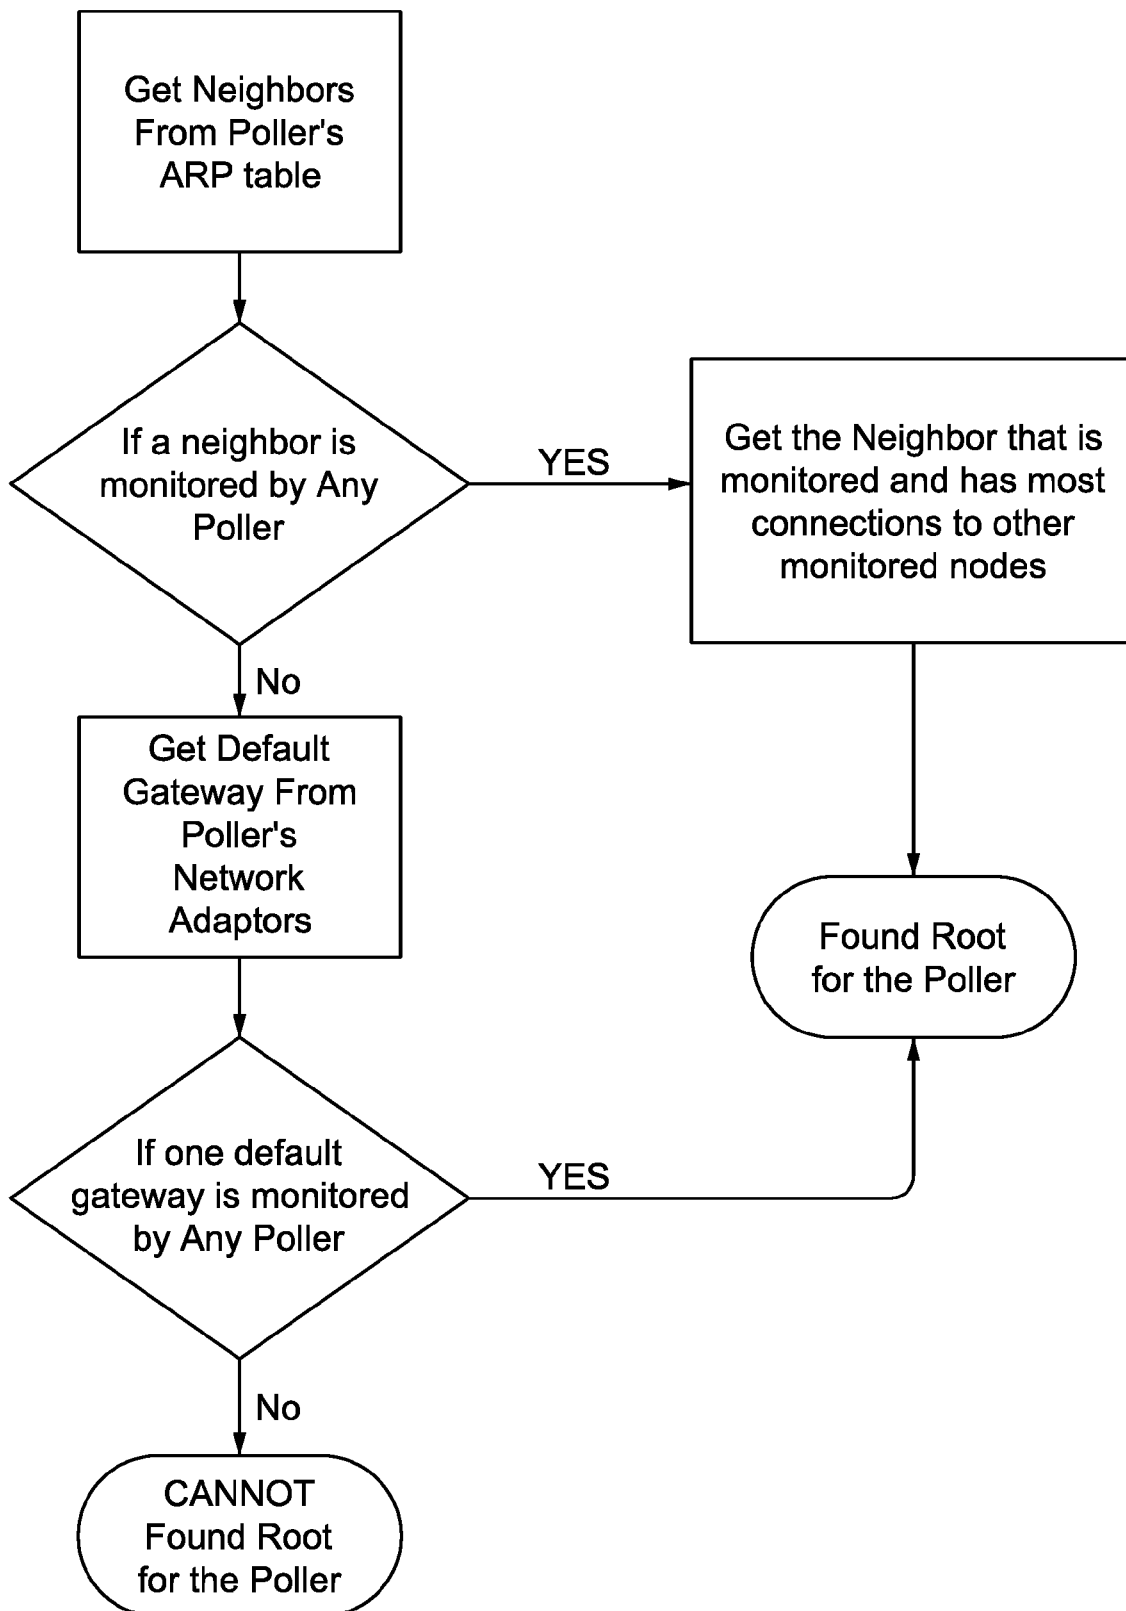 Get Neighbors
From Poller's
ARP table
If a neighbor is
monitored by Any
Poller
YES
Get the Neighbor that is
monitored and has most
connections to other
monitored nodes
No
Get Default
Gateway From
Poller's
Network
Adaptors
Found Root
for the Poller
If one default
gateway is monitored
by Any Poller
YES
No
CANNOT
Found Root
for the Poller